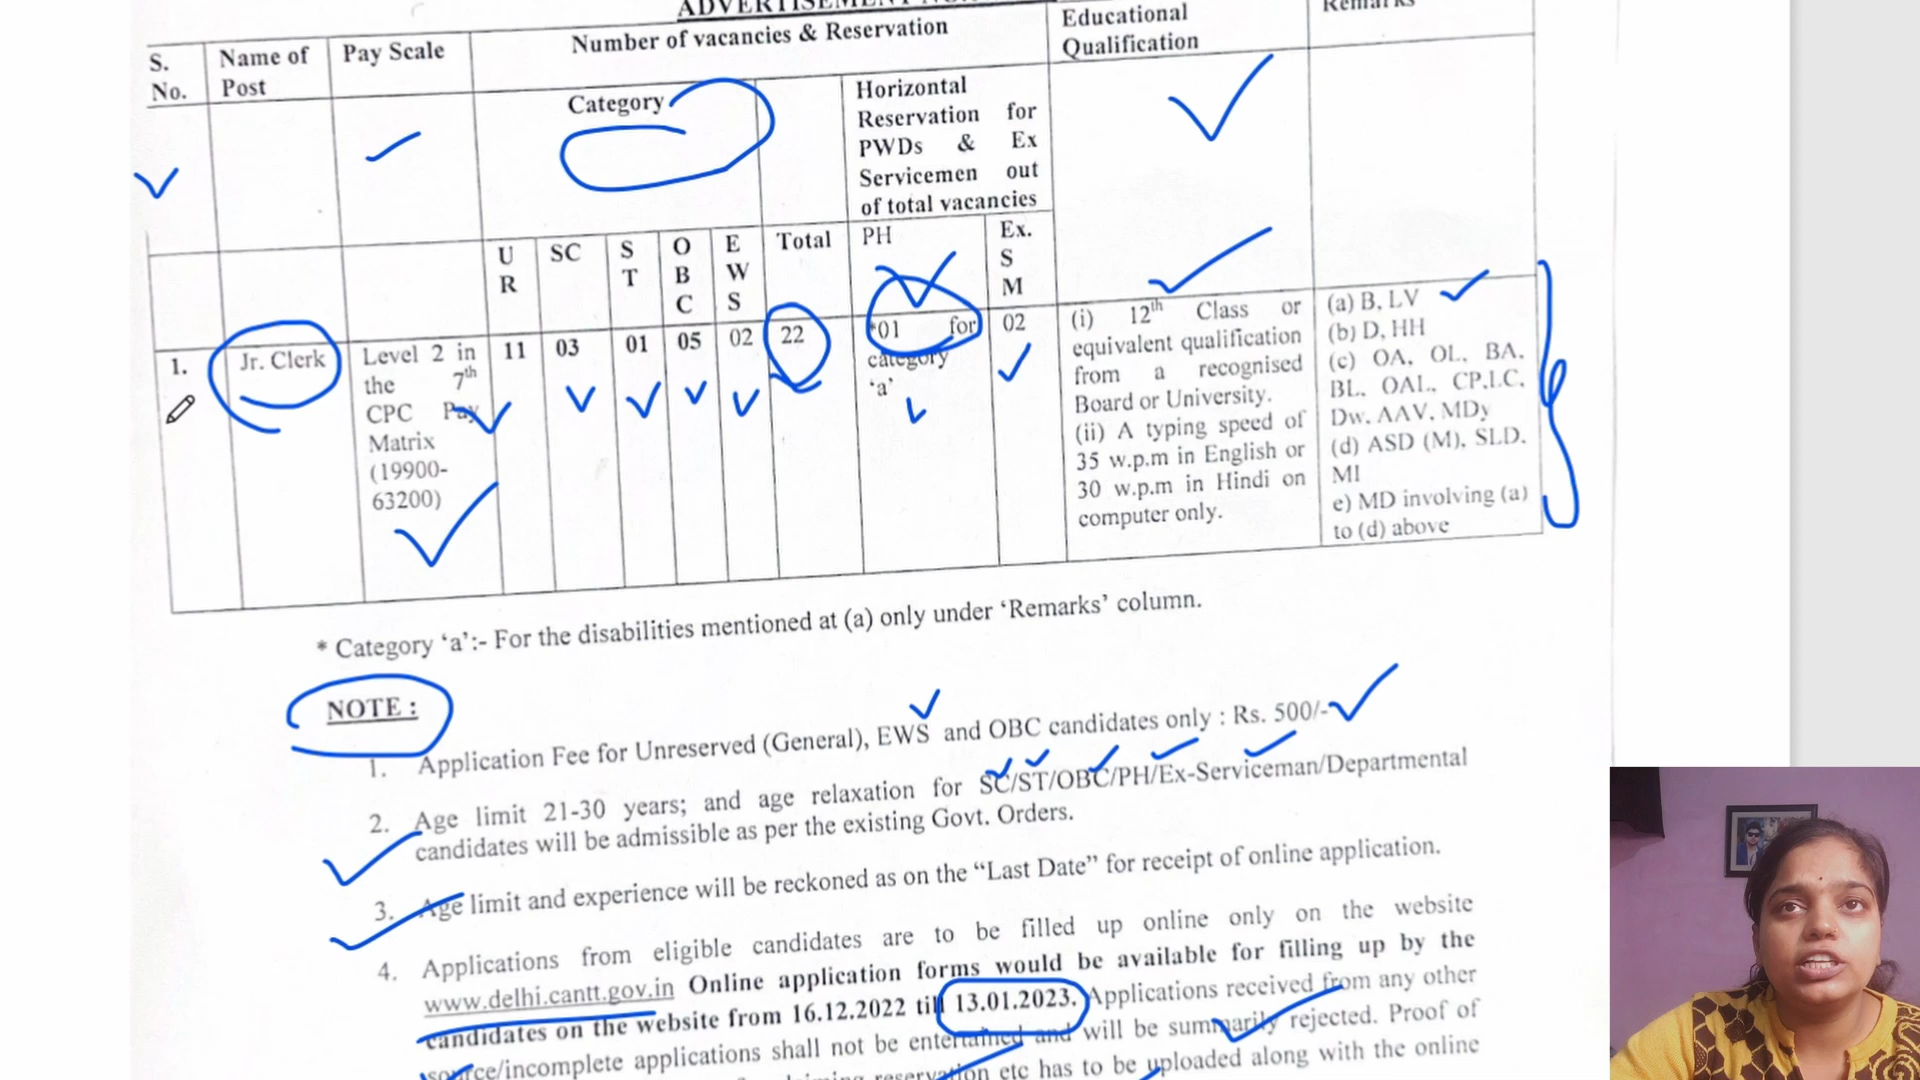 ADVERTISEMENT
S. No.
Name of Post
Pay Scale
Number of vacancies & Reservation
Educational Qualification
Remarks
Category
Horizontal
Reservation for
PWDs & Ex
Servicemen out
of total vacancies
UR
SC
ST
OBC
EWS
Total
PH
Ex. SM
1.
Jr. Clerk
Level 2 in
the 7th
CPC Pay
Matrix
(19900-
63200)
11
03
01
05
02
22
*01 for
category
'a'
02
(i) 12th Class or
equivalent qualification
from a recognised
Board or University.
(ii) A typing speed of
35 w.p.m in English or
30 w.p.m in Hindi on
computer only.
(a) B, LV
(b) D, HH
(c) OA, OL, BA,
BL, OAL, CP,LC,
Dw, AAV, MDy
(d) ASD (M), SLD,
MI
e) MD involving (a)
to (d) above
* Category 'a':- For the disabilities mentioned at (a) only under 'Remarks' column.
NOTE :
1. Application Fee for Unreserved (General), EWS and OBC candidates only : Rs. 500/-
2. Age limit 21-30 years; and age relaxation for SC/ST/OBC/PH/Ex-Serviceman/Departmental
candidates will be admissible as per the existing Govt. Orders.
3. Age limit and experience will be reckoned as on the "Last Date" for receipt of online application.
4. Applications from eligible candidates are to be filled up online only on the website
www.delhi.cantt.gov.in Online application forms would be available for filling up by the
candidates on the website from 16.12.2022 till 13.01.2023. Applications received from any other
source/incomplete applications shall not be entertained and will be summarily rejected. Proof of
reservation etc has to be uploaded along with the online